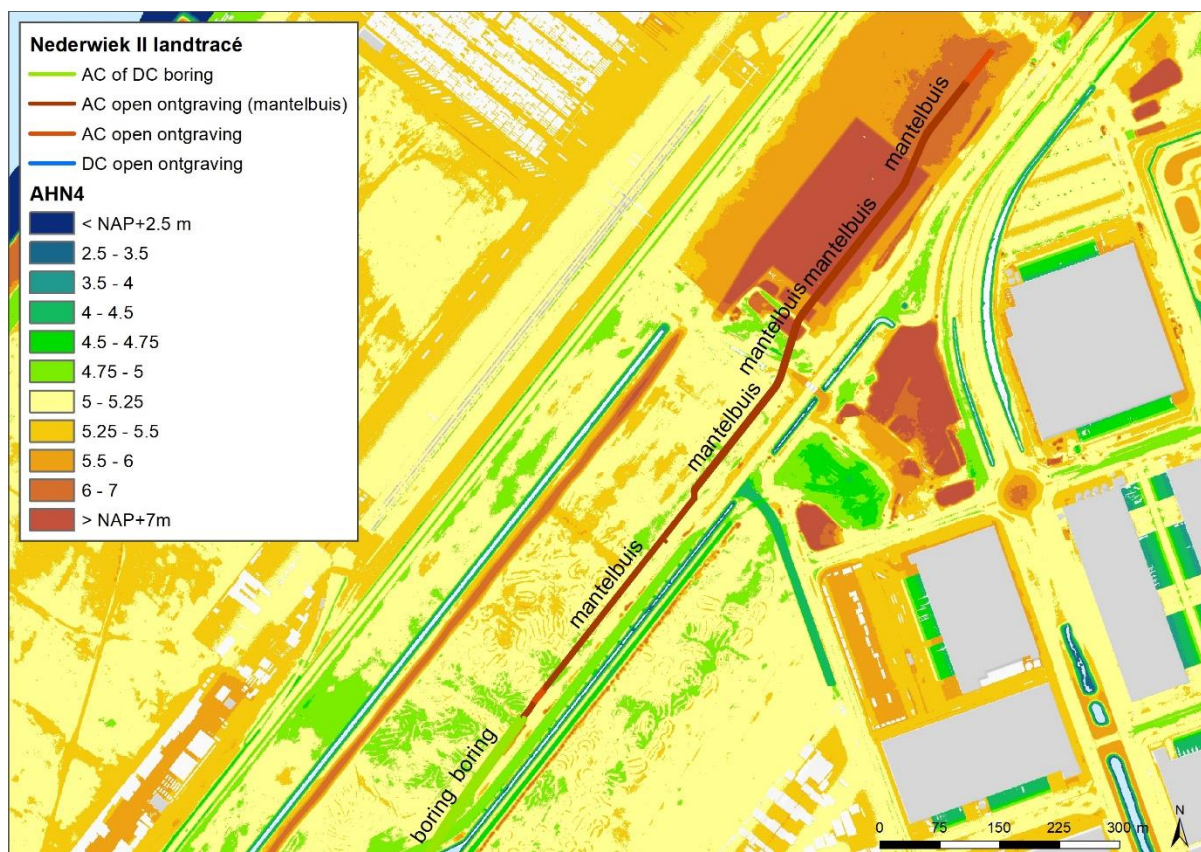 Nederwiek II landtracé
AC of DC boring
AC open ontgraving (mantelbuis)
AC open ontgraving
DC open ontgraving
AHN4
< NAP+2.5 m
2.5 - 3.5
3.5 - 4
4 - 4.5
4.5 - 4.75
4.75 - 5
5 - 5.25
5.25 - 5.5
5.5 - 6
6 - 7
> NAP+7m
mantelbuis
mantelbuis
mantelbuis
mantelbuis
mantelbuis
boring
boring
0 75 150 225 300 m
N